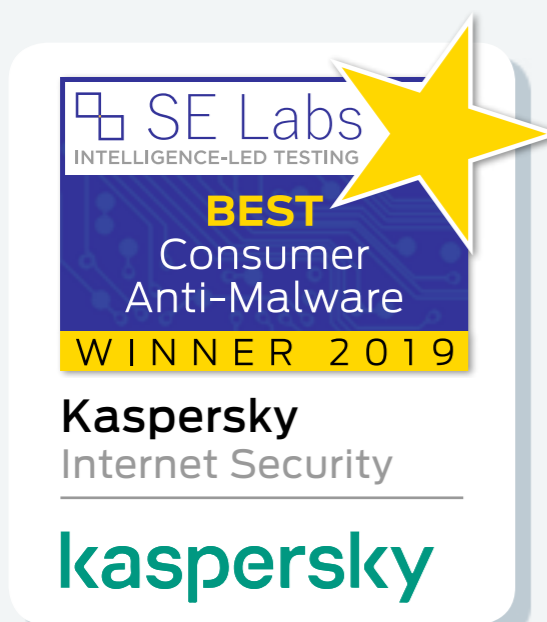 SE Labs
INTELLIGENCE-LED TESTING
BEST
Consumer
Anti-Malware
WINNER 2019
Kaspersky
Internet Security
kaspersky